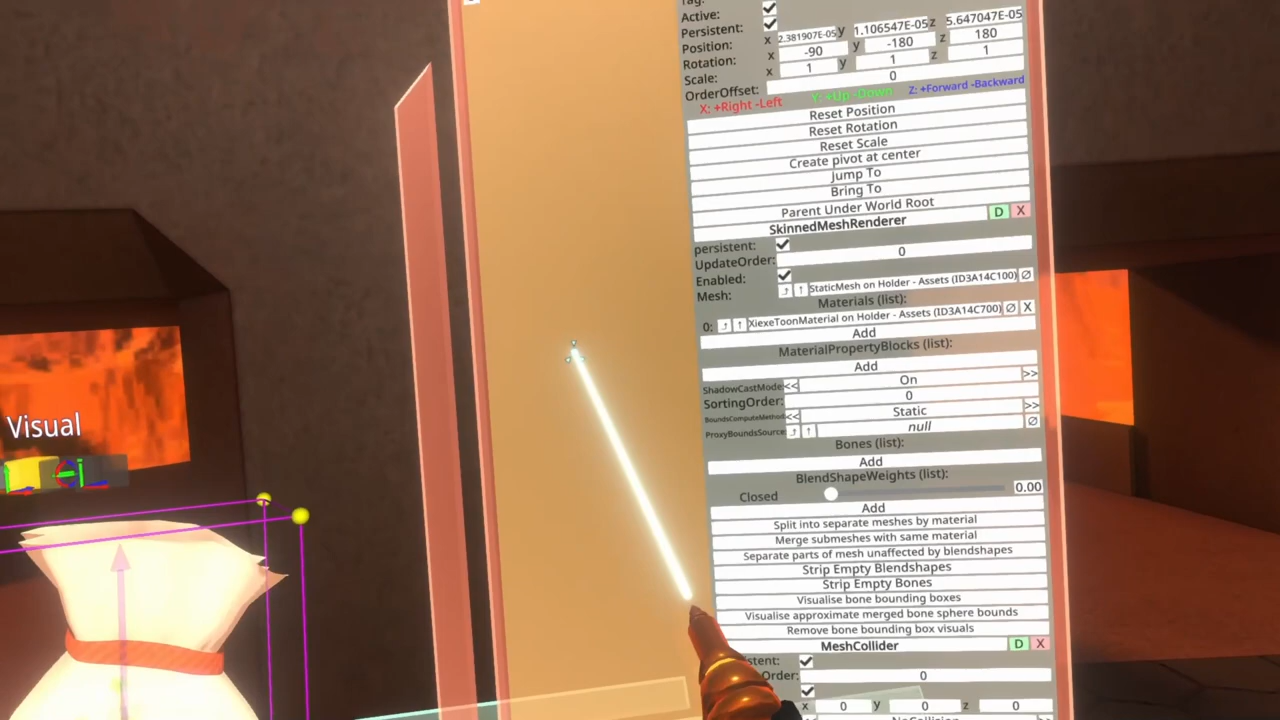 Tag:
Active:
Persistent:
Position: x 2.381907E-05 y 1.106547E-05 z 5.647047E-05
Rotation: x -90 y -180 z 180
Scale: x 1 y 1 z 1
OrderOffset: 0
X: +Right -Left Y: +Up -Down Z: +Forward -Backward
Reset Position
Reset Rotation
Reset Scale
Create pivot at center
Jump To
Bring To
Parent Under World Root
SkinnedMeshRenderer D X
persistent:
UpdateOrder: 0
Enabled:
Mesh: StaticMesh on Holder - Assets (ID3A14C100)
Materials (list):
0: XiexeToonMaterial on Holder - Assets (ID3A14C700) X
Add
MaterialPropertyBlocks (list):
Add
ShadowCastMode: << On >>
SortingOrder: 0
BoundsComputeMethod: << Static >>
ProxyBoundsSource: null
Bones (list):
Add
BlendShapeWeights (list):
Closed 0.00
Add
Split into separate meshes by material
Merge submeshes with same material
Separate parts of mesh unaffected by blendshapes
Strip Empty Blendshapes
Strip Empty Bones
Visualise bone bounding boxes
Visualise approximate merged bone sphere bounds
Remove bone bounding box visuals
MeshCollider D X
stent:
Order: 0
x 0 y 0 z 0
NoCollision
Visual